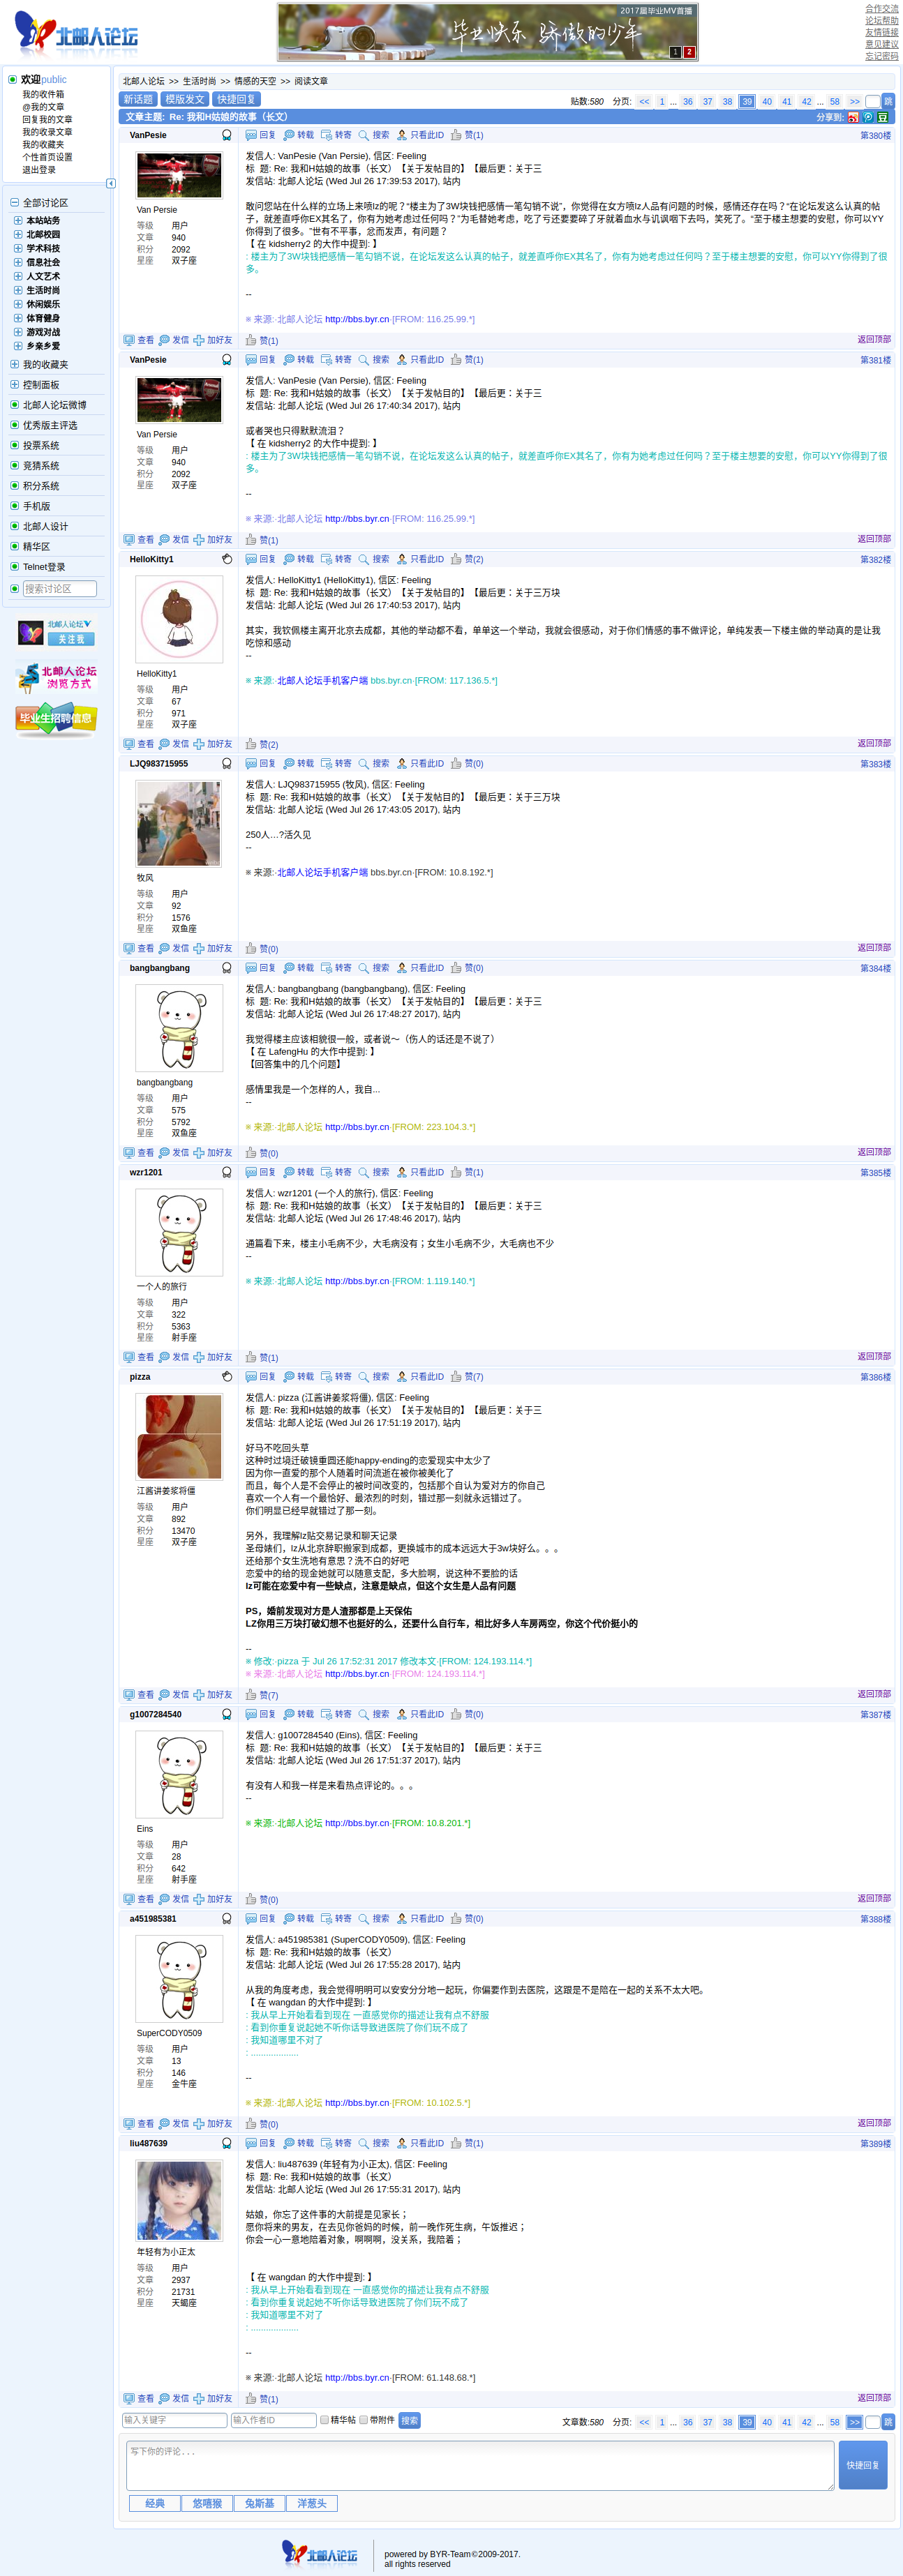 北邮人论坛
2017届毕业MV首播
毕业快乐 骄傲的少年
1 2
合作交流
论坛帮助
友情链接
意见建议
忘记密码
欢迎public
我的收件箱
@我的文章
回复我的文章
我的收录文章
我的收藏夹
个性首页设置
退出登录
全部讨论区
本站站务
北邮校园
学术科技
信息社会
人文艺术
生活时尚
休闲娱乐
体育健身
游戏对战
乡亲乡爱
我的收藏夹
控制面板
北邮人论坛微博
优秀版主评选
投票系统
竞猜系统
积分系统
手机版
北邮人设计
精华区
Telnet登录
搜索讨论区
北邮人论坛
关注我
北邮人论坛
浏览方式
毕业生招聘信息
北邮人论坛 >> 生活时尚 >> 情感的天空 >> 阅读文章
新话题 模版发文 快捷回复
贴数:580 分页: << 1 ... 36 37 38 39 40 41 42 ... 58 >> 跳
文章主题: Re: 我和H姑娘的故事（长文）
分享到:
VanPesie
回复 转载 转寄 搜索 只看此ID 赞(1)
第380楼
Van Persie
等级 用户
文章 940
积分 2092
星座 双子座
发信人: VanPesie (Van Persie), 信区: Feeling
标 题: Re: 我和H姑娘的故事（长文）【关于发帖目的】【最后更：关于三
发信站: 北邮人论坛 (Wed Jul 26 17:39:53 2017), 站内
敢问您站在什么样的立场上来喷lz的呢？“楼主为了3W块钱把感情一笔勾销不说”，你觉得在女方喷lz人品有问题的时候，感情还存在吗？“在论坛发这么认真的帖子，就差直呼你EX其名了，你有为她考虑过任何吗？”为毛替她考虑，吃了亏还要要碎了牙就着血水与讥讽咽下去吗，笑死了。“至于楼主想要的安慰，你可以YY你得到了很多。”世有不平事，忿而发声，有问题？
【 在 kidsherry2 的大作中提到: 】
: 楼主为了3W块钱把感情一笔勾销不说，在论坛发这么认真的帖子，就差直呼你EX其名了，你有为她考虑过任何吗？至于楼主想要的安慰，你可以YY你得到了很多。
--
※ 来源:·北邮人论坛 http://bbs.byr.cn·[FROM: 116.25.99.*]
查看 发信 加好友 赞(1) 返回顶部
VanPesie
回复 转载 转寄 搜索 只看此ID 赞(1)
第381楼
Van Persie
等级 用户
文章 940
积分 2092
星座 双子座
发信人: VanPesie (Van Persie), 信区: Feeling
标 题: Re: 我和H姑娘的故事（长文）【关于发帖目的】【最后更：关于三
发信站: 北邮人论坛 (Wed Jul 26 17:40:34 2017), 站内
或者哭也只得默默流泪？
【 在 kidsherry2 的大作中提到: 】
: 楼主为了3W块钱把感情一笔勾销不说，在论坛发这么认真的帖子，就差直呼你EX其名了，你有为她考虑过任何吗？至于楼主想要的安慰，你可以YY你得到了很多。
--
※ 来源:·北邮人论坛 http://bbs.byr.cn·[FROM: 116.25.99.*]
查看 发信 加好友 赞(1) 返回顶部
HelloKitty1
回复 转载 转寄 搜索 只看此ID 赞(2)
第382楼
HelloKitty1
等级 用户
文章 67
积分 971
星座 双子座
发信人: HelloKitty1 (HelloKitty1), 信区: Feeling
标 题: Re: 我和H姑娘的故事（长文）【关于发帖目的】【最后更：关于三万块
发信站: 北邮人论坛 (Wed Jul 26 17:40:53 2017), 站内
其实，我钦佩楼主离开北京去成都，其他的举动都不看，单单这一个举动，我就会很感动，对于你们情感的事不做评论，单纯发表一下楼主做的举动真的是让我吃惊和感动
--
※ 来源:·北邮人论坛手机客户端 bbs.byr.cn·[FROM: 117.136.5.*]
查看 发信 加好友 赞(2) 返回顶部
LJQ983715955
回复 转载 转寄 搜索 只看此ID 赞(0)
第383楼
牧风
等级 用户
文章 92
积分 1576
星座 双鱼座
发信人: LJQ983715955 (牧风), 信区: Feeling
标 题: Re: 我和H姑娘的故事（长文）【关于发帖目的】【最后更：关于三万块
发信站: 北邮人论坛 (Wed Jul 26 17:43:05 2017), 站内
250人…?活久见
--
※ 来源:·北邮人论坛手机客户端 bbs.byr.cn·[FROM: 10.8.192.*]
查看 发信 加好友 赞(0) 返回顶部
bangbangbang
回复 转载 转寄 搜索 只看此ID 赞(0)
第384楼
bangbangbang
等级 用户
文章 575
积分 5792
星座 双鱼座
发信人: bangbangbang (bangbangbang), 信区: Feeling
标 题: Re: 我和H姑娘的故事（长文）【关于发帖目的】【最后更：关于三
发信站: 北邮人论坛 (Wed Jul 26 17:48:27 2017), 站内
我觉得楼主应该相貌很一般，或者说～（伤人的话还是不说了）
【 在 LafengHu 的大作中提到: 】
【回答集中的几个问题】
感情里我是一个怎样的人，我自...
--
※ 来源:·北邮人论坛 http://bbs.byr.cn·[FROM: 223.104.3.*]
查看 发信 加好友 赞(0) 返回顶部
wzr1201
回复 转载 转寄 搜索 只看此ID 赞(1)
第385楼
一个人的旅行
等级 用户
文章 322
积分 5363
星座 射手座
发信人: wzr1201 (一个人的旅行), 信区: Feeling
标 题: Re: 我和H姑娘的故事（长文）【关于发帖目的】【最后更：关于三
发信站: 北邮人论坛 (Wed Jul 26 17:48:46 2017), 站内
通篇看下来，楼主小毛病不少，大毛病没有；女生小毛病不少，大毛病也不少
--
※ 来源:·北邮人论坛 http://bbs.byr.cn·[FROM: 1.119.140.*]
查看 发信 加好友 赞(1) 返回顶部
pizza
回复 转载 转寄 搜索 只看此ID 赞(7)
第386楼
江酱讲姜浆将僵
等级 用户
文章 892
积分 13470
星座 双子座
发信人: pizza (江酱讲姜浆将僵), 信区: Feeling
标 题: Re: 我和H姑娘的故事（长文）【关于发帖目的】【最后更：关于三
发信站: 北邮人论坛 (Wed Jul 26 17:51:19 2017), 站内
好马不吃回头草
这种时过境迁破镜重圆还能happy-ending的恋爱现实中太少了
因为你一直爱的那个人随着时间流逝在被你被美化了
而且，每个人是不会停止的被时间改变的，包括那个自认为爱对方的你自己
喜欢一个人有一个最恰好、最浓烈的时刻，错过那一刻就永远错过了。
你们明显已经早就错过了那一刻。
另外，我理解lz贴交易记录和聊天记录
圣母婊们，lz从北京辞职搬家到成都，更换城市的成本远远大于3w块好么。。。
还给那个女生洗地有意思？洗不白的好吧
恋爱中的给的现金她就可以随意支配，多大脸啊，说这种不要脸的话
lz可能在恋爱中有一些缺点，注意是缺点，但这个女生是人品有问题
PS，婚前发现对方是人渣那都是上天保佑
LZ你用三万块打破幻想不也挺好的么，还要什么自行车，相比好多人车房两空，你这个代价挺小的
--
※ 修改:·pizza 于 Jul 26 17:52:31 2017 修改本文·[FROM: 124.193.114.*]
※ 来源:·北邮人论坛 http://bbs.byr.cn·[FROM: 124.193.114.*]
查看 发信 加好友 赞(7) 返回顶部
g1007284540
回复 转载 转寄 搜索 只看此ID 赞(0)
第387楼
Eins
等级 用户
文章 28
积分 642
星座 射手座
发信人: g1007284540 (Eins), 信区: Feeling
标 题: Re: 我和H姑娘的故事（长文）【关于发帖目的】【最后更：关于三
发信站: 北邮人论坛 (Wed Jul 26 17:51:37 2017), 站内
有没有人和我一样是来看热点评论的。。。
--
※ 来源:·北邮人论坛 http://bbs.byr.cn·[FROM: 10.8.201.*]
查看 发信 加好友 赞(0) 返回顶部
a451985381
回复 转载 转寄 搜索 只看此ID 赞(0)
第388楼
SuperCODY0509
等级 用户
文章 13
积分 146
星座 金牛座
发信人: a451985381 (SuperCODY0509), 信区: Feeling
标 题: Re: 我和H姑娘的故事（长文）
发信站: 北邮人论坛 (Wed Jul 26 17:55:28 2017), 站内
从我的角度考虑，我会觉得明明可以安安分分地一起玩，你偏要作到去医院，这跟是不是陪在一起的关系不太大吧。
【 在 wangdan 的大作中提到: 】
: 我从早上开始看看到现在 一直感觉你的描述让我有点不舒服
: 看到你重复说起她不听你话导致进医院了你们玩不成了
: 我知道哪里不对了
: ...................
--
※ 来源:·北邮人论坛 http://bbs.byr.cn·[FROM: 10.102.5.*]
查看 发信 加好友 赞(0) 返回顶部
liu487639
回复 转载 转寄 搜索 只看此ID 赞(1)
第389楼
年轻有为小正太
等级 用户
文章 2937
积分 21731
星座 天蝎座
发信人: liu487639 (年轻有为小正太), 信区: Feeling
标 题: Re: 我和H姑娘的故事（长文）
发信站: 北邮人论坛 (Wed Jul 26 17:55:31 2017), 站内
姑娘，你忘了这件事的大前提是见家长；
愿你将来的男友，在去见你爸妈的时候，前一晚作死生病，午饭推迟；
你会一心一意地陪着对象，啊啊啊，没关系，我陪着；
【 在 wangdan 的大作中提到: 】
: 我从早上开始看看到现在 一直感觉你的描述让我有点不舒服
: 看到你重复说起她不听你话导致进医院了你们玩不成了
: 我知道哪里不对了
: ...................
--
※ 来源:·北邮人论坛 http://bbs.byr.cn·[FROM: 61.148.68.*]
查看 发信 加好友 赞(1) 返回顶部
输入关键字 输入作者ID 精华帖 带附件 搜索
文章数:580 分页: << 1 ... 36 37 38 39 40 41 42 ... 58 >> 跳
写下你的评论...
快捷回复
经典 悠嘻猴 兔斯基 洋葱头
北邮人论坛
powered by BYR-Team©2009-2017.
all rights reserved